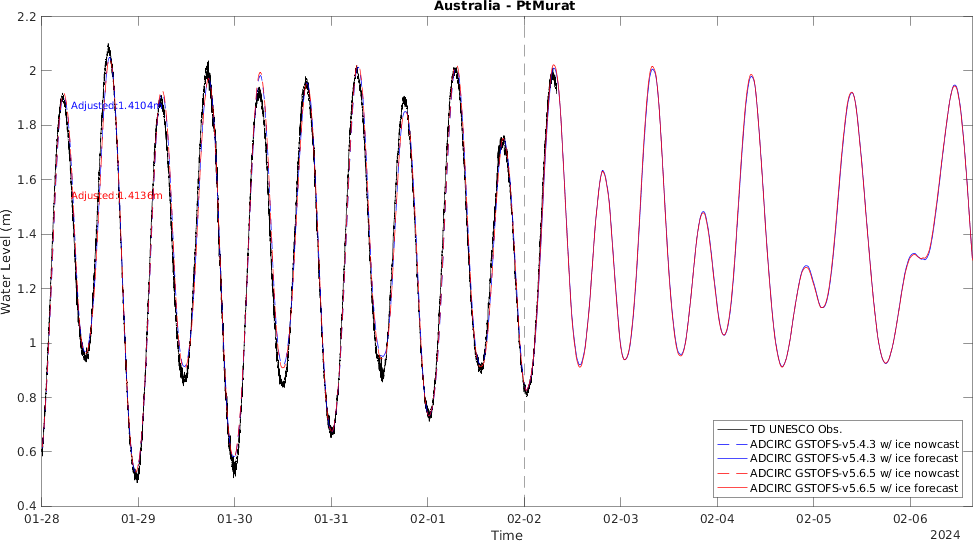 Australia - PtMurat
2.2
2
1.8
1.6
1.4
1.2
1
0.8
0.6
0.4
Water Level (m)
Adjusted:1.4104m
Adjusted:1.4136m
TD UNESCO Obs.
ADCIRC GSTOFS-v5.4.3 w/ ice nowcast
ADCIRC GSTOFS-v5.4.3 w/ ice forecast
ADCIRC GSTOFS-v5.6.5 w/ ice nowcast
ADCIRC GSTOFS-v5.6.5 w/ ice forecast
01-28 01-29 01-30 01-31 02-01 02-02 02-03 02-04 02-05 02-06
Time
2024